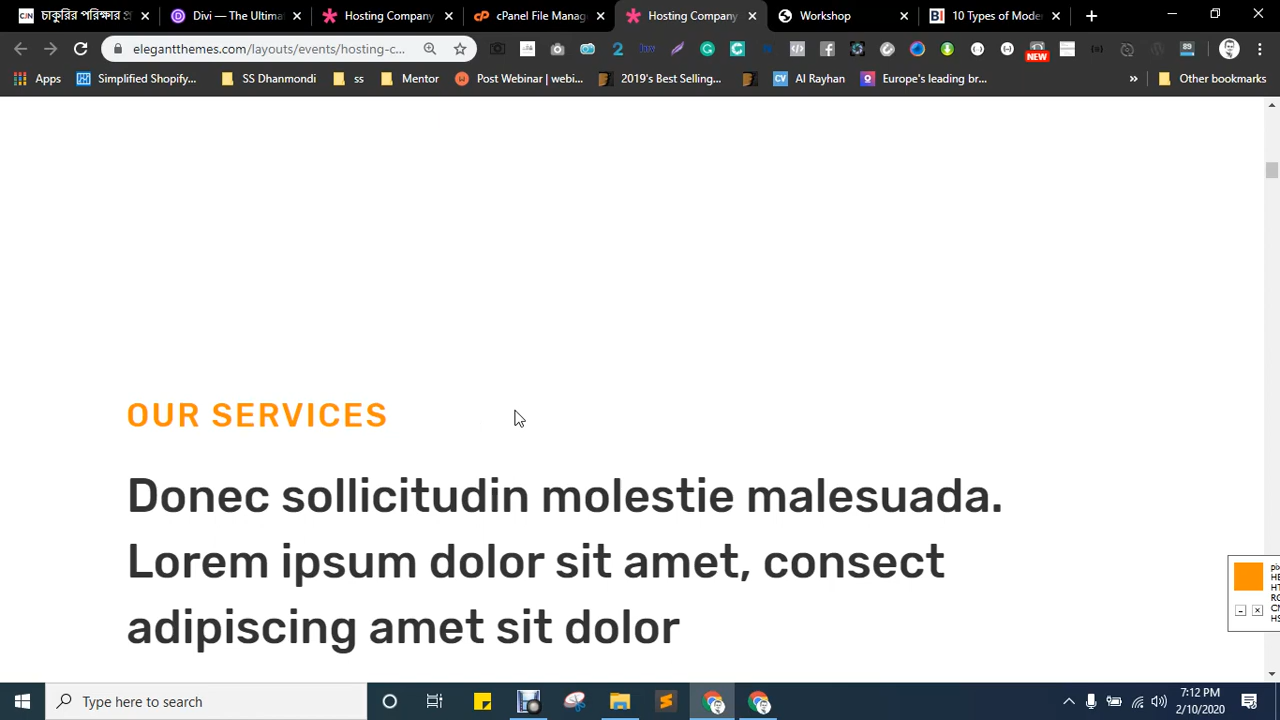 চাকুরির পরিক্ষার প্র
Divi — The Ultima
Hosting Company
cPanel File Manag
Hosting Company
Workshop
10 Types of Mode
elegantthemes.com/layouts/events/hosting-c...
NEW
89
Apps
Simplified Shopify...
SS Dhanmondi
ss
Mentor
Post Webinar | webi...
2019's Best Selling...
Al Rayhan
Europe's leading br...
Other bookmarks
OUR SERVICES
Donec sollicitudin molestie malesuada.
Lorem ipsum dolor sit amet, consect
adipiscing amet sit dolor
Type here to search
7:12 PM
2/10/2020